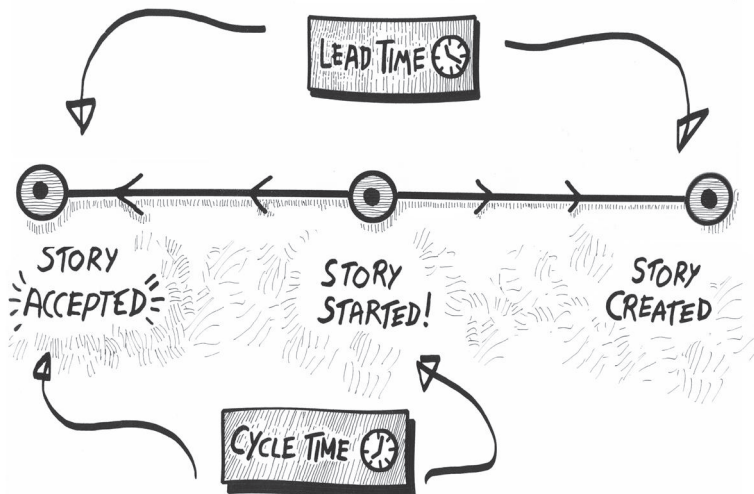 LEAD TIME
STORY
ACCEPTED
STORY
STARTED!
STORY
CREATED
CYCLE TIME